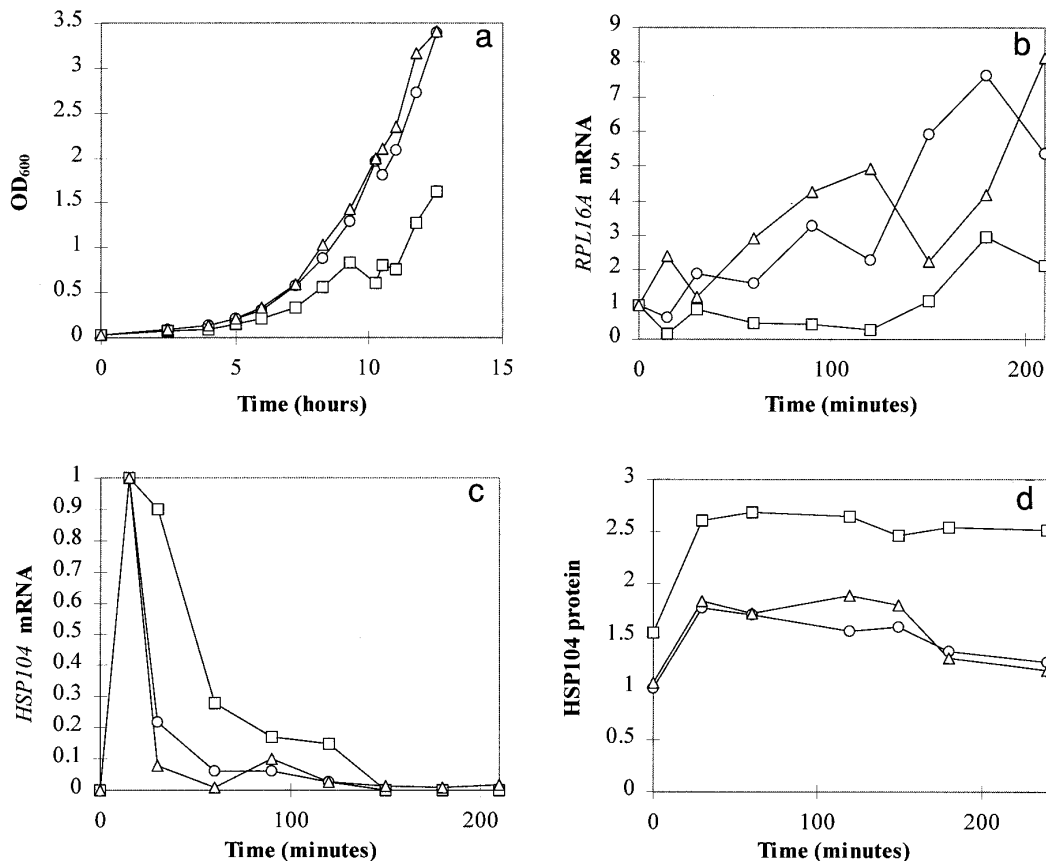 a
3.5
3
2.5
2
1.5
1
0.5
0
OD600
0 5 10 15
Time (hours)
b
9
8
7
6
5
4
3
2
1
0
RPL16A mRNA
0 100 200
Time (minutes)
c
1
0.9
0.8
0.7
0.6
0.5
0.4
0.3
0.2
0.1
0
HSP104 mRNA
0 100 200
Time (minutes)
d
3
2.5
2
1.5
1
0.5
0
HSP104 protein
0 100 200
Time (minutes)